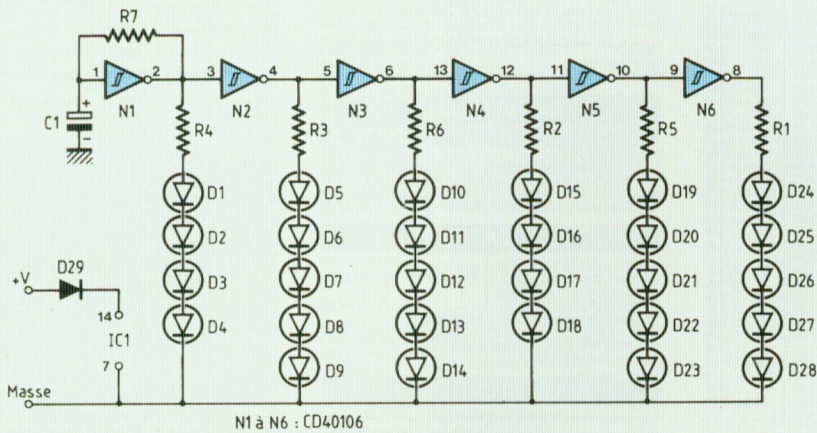 R7
1 2 3 4 5 6 13 12 11 10 9 8
N1 N2 N3 N4 N5 N6
+
C1
-
R4 R3 R6 R2 R5 R1
D1 D5 D10 D15 D19 D24
D2 D6 D11 D16 D20 D25
D29 D3 D7 D12 D17 D21 D26
+V
14
IC1
D4 D8 D13 D18 D22 D27
7
D9 D14 D23 D28
Masse
N1 à N6 : CD40106